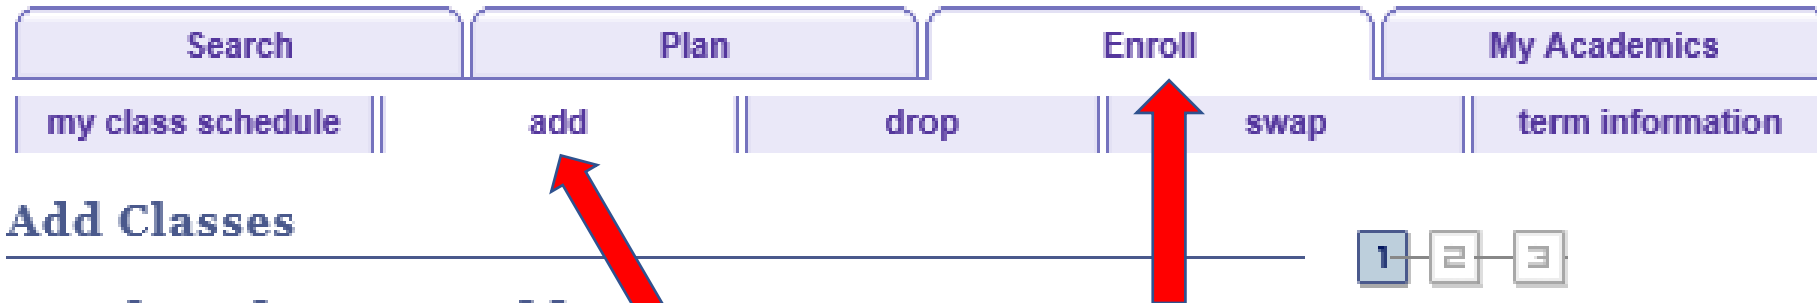 Search Plan Enroll My Academics
my class schedule add drop swap term information
Add Classes
1 2 3